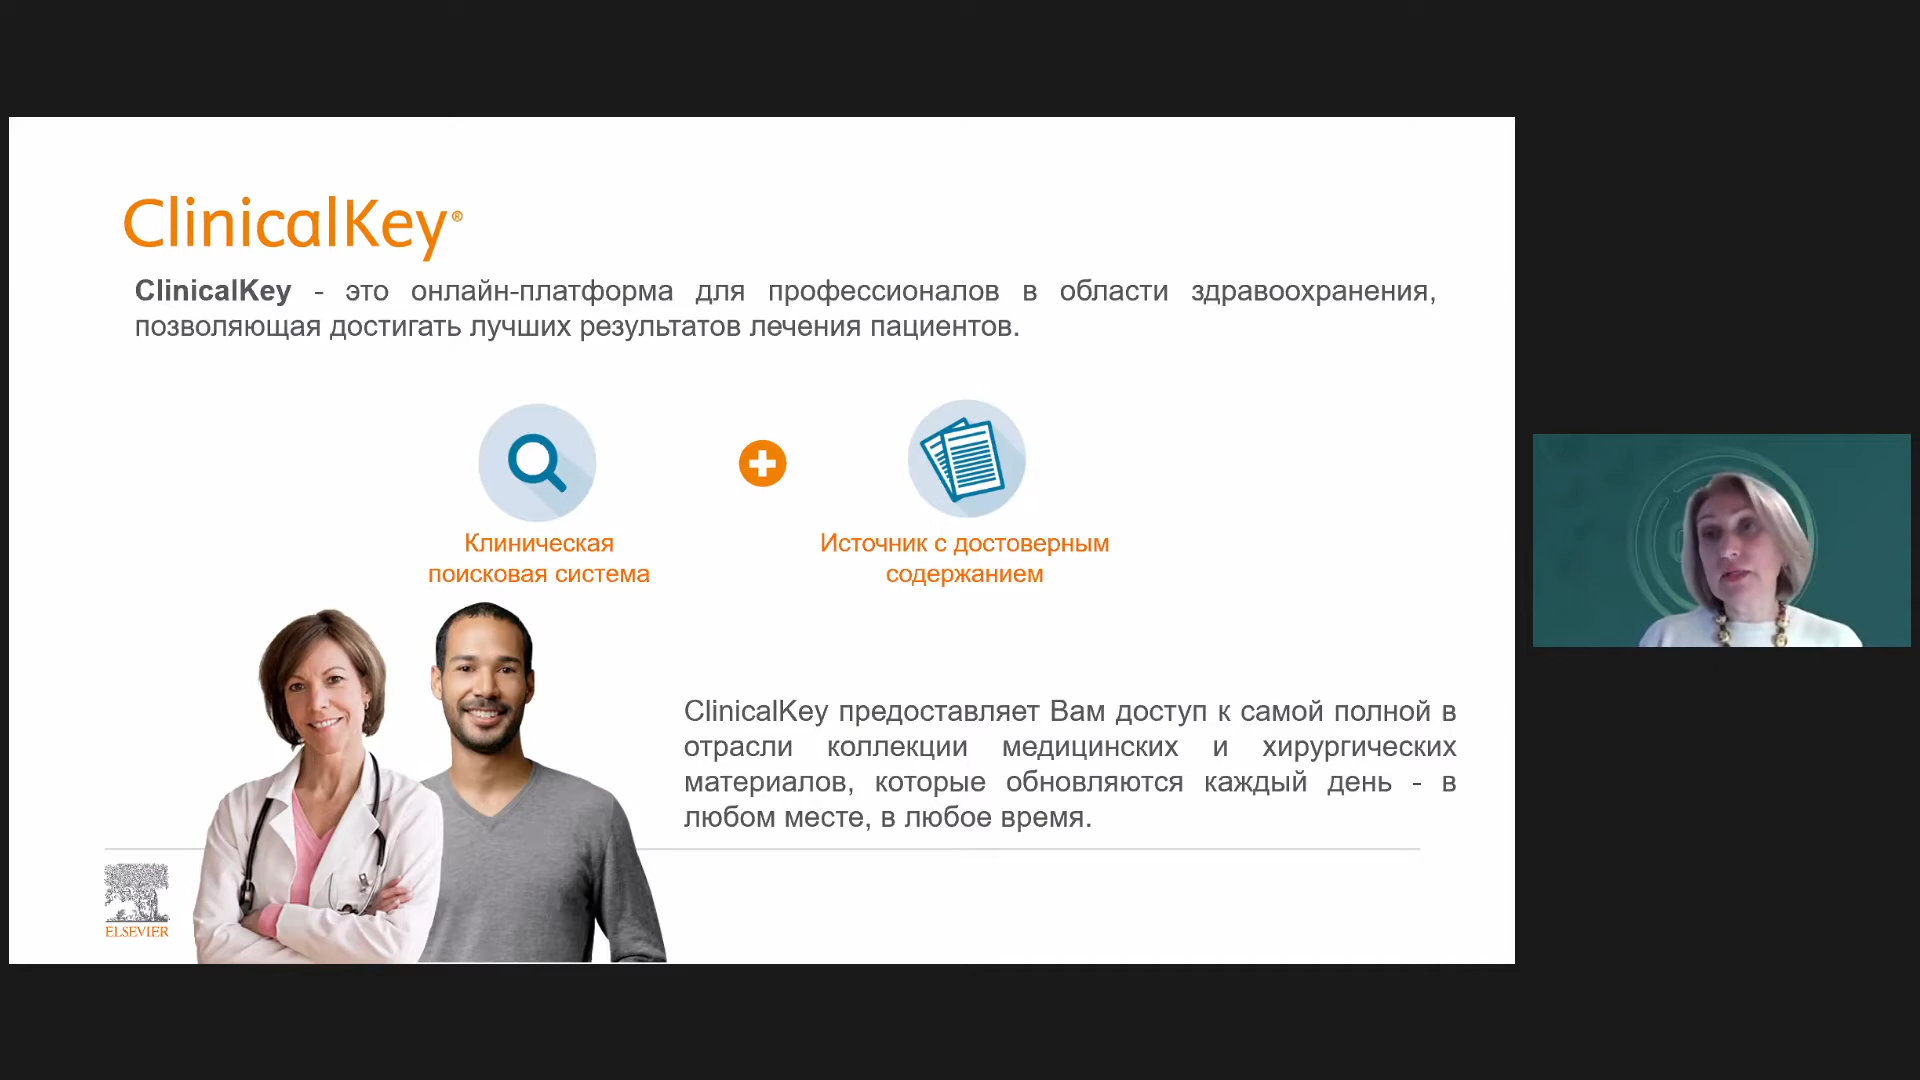 ClinicalKey®
ClinicalKey - это онлайн-платформа для профессионалов в области здравоохранения,
позволяющая достигать лучших результатов лечения пациентов.
Клиническая
поисковая система
Источник с достоверным
содержанием
ClinicalKey предоставляет Вам доступ к самой полной в
отрасли коллекции медицинских и хирургических
материалов, которые обновляются каждый день - в
любом месте, в любое время.
ELSEVIER